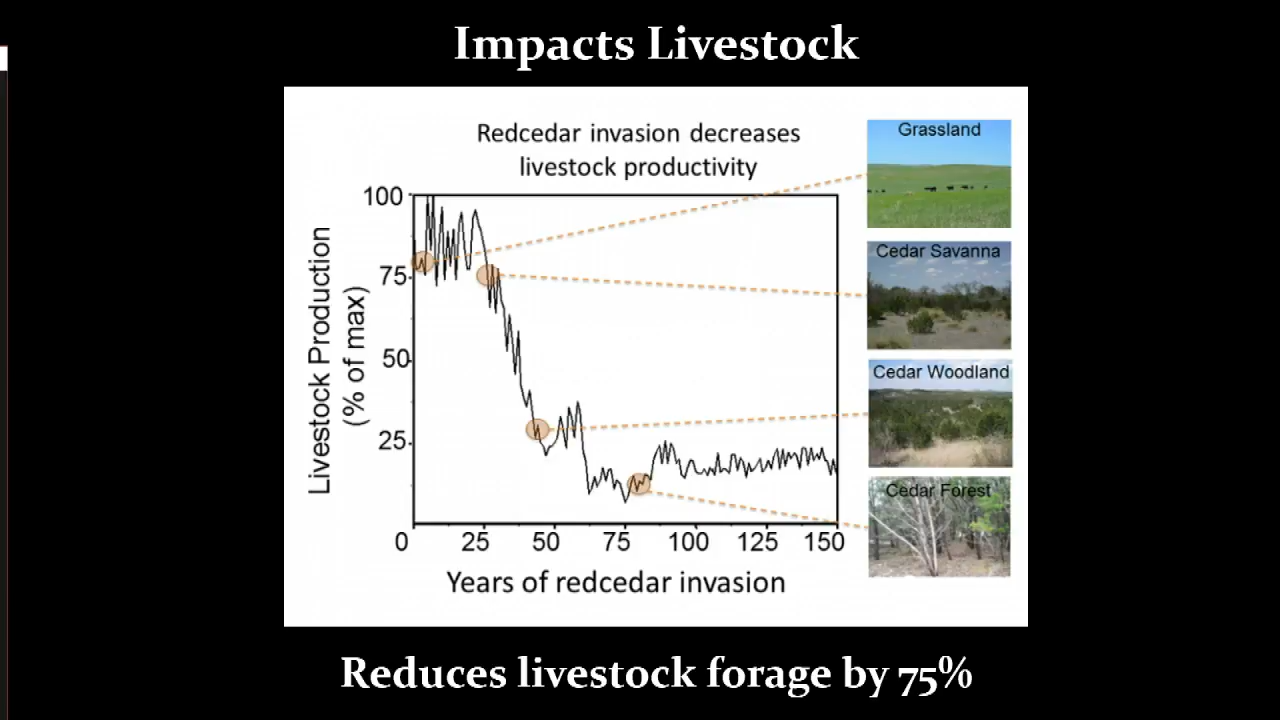 Impacts Livestock
Redcedar invasion decreases
livestock productivity
Grassland
Cedar Savanna
Cedar Woodland
Cedar Forest
Livestock Production
(% of max)
100
75
50
25
0 25 50 75 100 125 150
Years of redcedar invasion
Reduces livestock forage by 75%